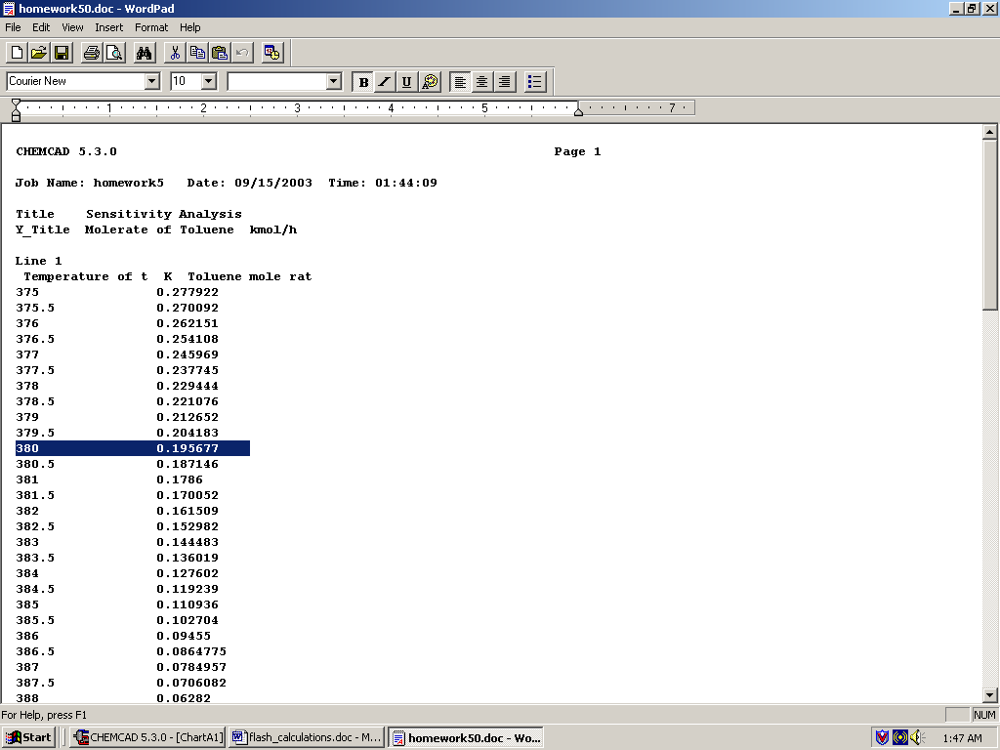 homework50.doc - WordPad
File Edit View Insert Format Help
Courier New 10 B I U
1 2 3 4 5 7
CHEMCAD 5.3.0 Page 1
Job Name: homework5 Date: 09/15/2003 Time: 01:44:09
Title Sensitivity Analysis
Y_Title Molerate of Toluene kmol/h
Line 1
Temperature of t K Toluene mole rat
375 0.277922
375.5 0.270092
376 0.262151
376.5 0.254108
377 0.245969
377.5 0.237745
378 0.229444
378.5 0.221076
379 0.212652
379.5 0.204183
380 0.195677
380.5 0.187146
381 0.1786
381.5 0.170052
382 0.161509
382.5 0.152982
383 0.144483
383.5 0.136019
384 0.127602
384.5 0.119239
385 0.110936
385.5 0.102704
386 0.09455
386.5 0.0864775
387 0.0784957
387.5 0.0706082
388 0.06282
For Help, press F1 NUM
Start CHEMCAD 5.3.0 - [ChartA1] flash_calculations.doc - M... homework50.doc - Wo... 1:47 AM